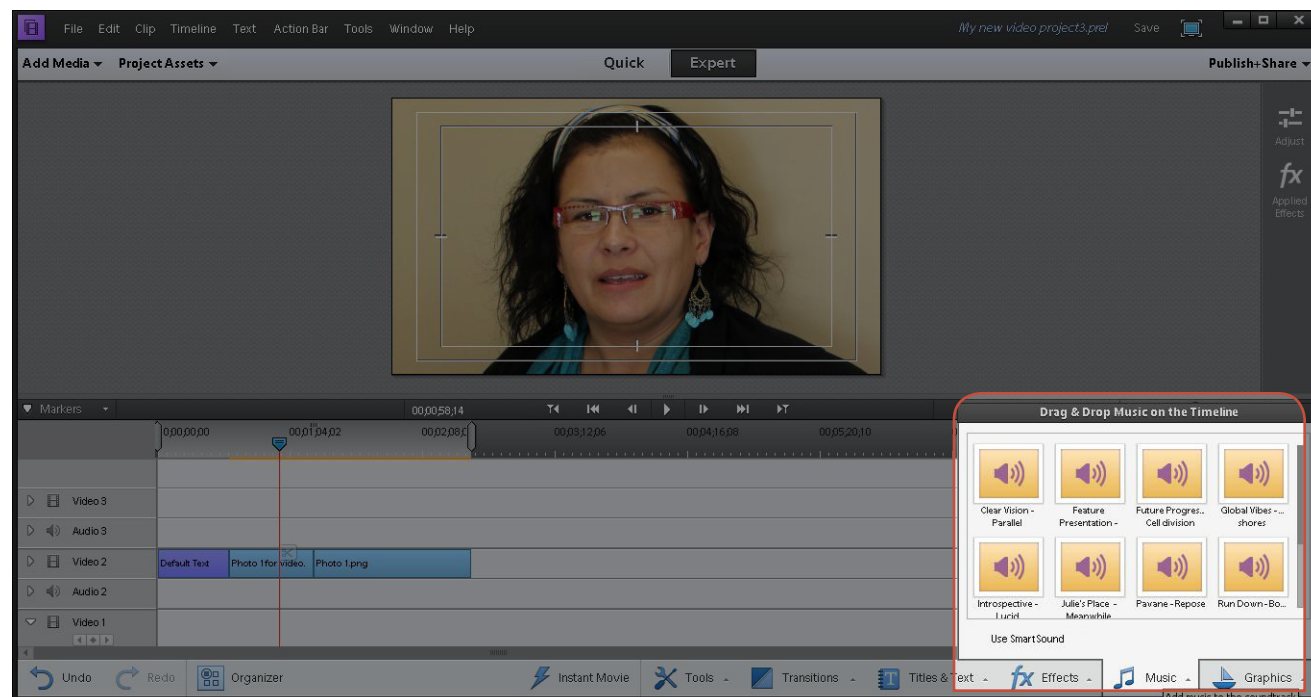 File Edit Clip Timeline Text Action Bar Tools Window Help
My new video project3.prel Save
Add Media Project Assets
Quick Expert
Publish+Share
Adjust
fx
Applied
Effects
Markers
00;00;58;14
0;00;00;00 00;01;04;02 00;02;08; 00;03;12;06 00;04;16;08 00;05;20;10
Video 3
Audio 3
Video 2
Default Text Photo 1for video. Photo 1.png
Audio 2
Video 1
Drag & Drop Music on the Timeline
Clear Vision - Parallel
Feature Presentation -
Future Progres.. Cell division
Global Vibes -... shores
Introspective - Lucid
Julie's Place - Meanwhile
Pavane - Repose
Run Down - Bo...
Use SmartSound
Undo Redo Organizer Instant Movie Tools Transitions T Titles & Text fx Effects Music Graphics
Add music to the soundtrack